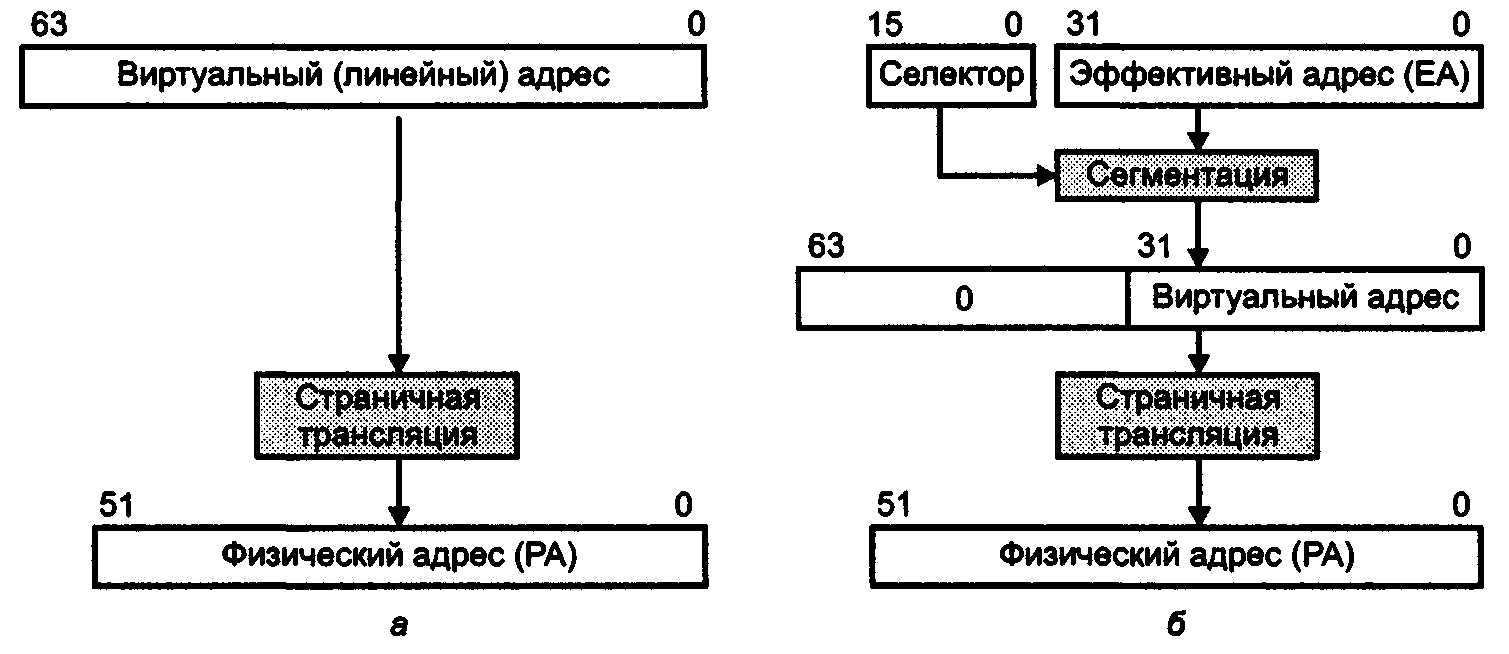 63 0
Виртуальный (линейный) адрес
Страничная
трансляция
51 0
Физический адрес (PA)
а
15 0 31 0
Селектор Эффективный адрес (EA)
Сегментация
63 31 0
0 Виртуальный адрес
Страничная
трансляция
51 0
Физический адрес (PA)
б